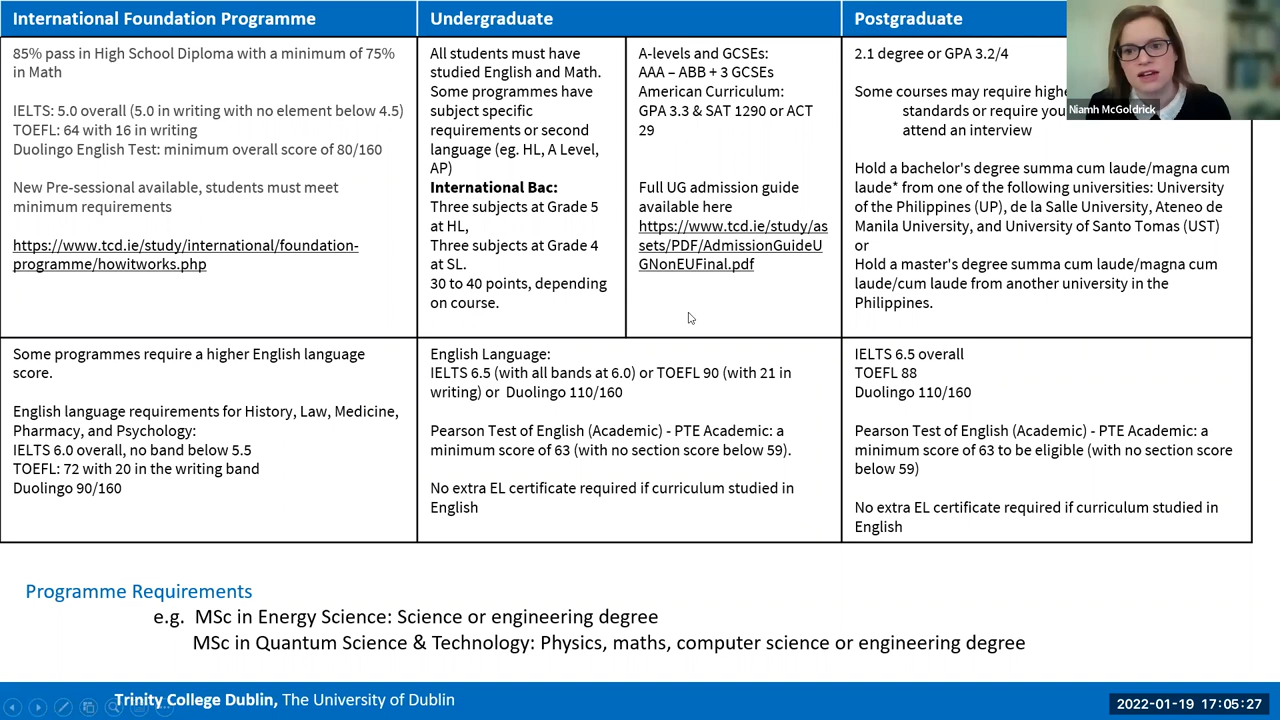 International Foundation Programme
Undergraduate
Postgraduate
85% pass in High School Diploma with a minimum of 75%
in Math
IELTS: 5.0 overall (5.0 in writing with no element below 4.5)
TOEFL: 64 with 16 in writing
Duolingo English Test: minimum overall score of 80/160
New Pre-sessional available, students must meet
minimum requirements
https://www.tcd.ie/study/international/foundation-
programme/howitworks.php
All students must have
studied English and Math.
Some programmes have
subject specific
requirements or second
language (eg. HL, A Level,
AP)
International Bac:
Three subjects at Grade 5
at HL,
Three subjects at Grade 4
at SL.
30 to 40 points, depending
on course.
A-levels and GCSEs:
AAA – ABB + 3 GCSEs
American Curriculum:
GPA 3.3 & SAT 1290 or ACT
29
Full UG admission guide
available here
https://www.tcd.ie/study/as
sets/PDF/AdmissionGuideU
GNonEUFinal.pdf
2.1 degree or GPA 3.2/4
Some courses may require
standards or require
attend an interview
Hold a bachelor's degree summa cum laude/magna cum
laude* from one of the following universities: University
of the Philippines (UP), de la Salle University, Ateneo de
Manila University, and University of Santo Tomas (UST)
or
Hold a master's degree summa cum laude/magna cum
laude/cum laude from another university in the
Philippines.
Niamh McGoldrick
Some programmes require a higher English language
score.
English language requirements for History, Law, Medicine,
Pharmacy, and Psychology:
IELTS 6.0 overall, no band below 5.5
TOEFL: 72 with 20 in the writing band
Duolingo 90/160
English Language:
IELTS 6.5 (with all bands at 6.0) or TOEFL 90 (with 21 in
writing) or Duolingo 110/160
Pearson Test of English (Academic) - PTE Academic: a
minimum score of 63 (with no section score below 59).
No extra EL certificate required if curriculum studied in
English
IELTS 6.5 overall
TOEFL 88
Duolingo 110/160
Pearson Test of English (Academic) - PTE Academic: a
minimum score of 63 to be eligible (with no section score
below 59)
No extra EL certificate required if curriculum studied in
English
Programme Requirements
e.g. MSc in Energy Science: Science or engineering degree
MSc in Quantum Science & Technology: Physics, maths, computer science or engineering degree
Trinity College Dublin, The University of Dublin
2022-01-19 17:05:27